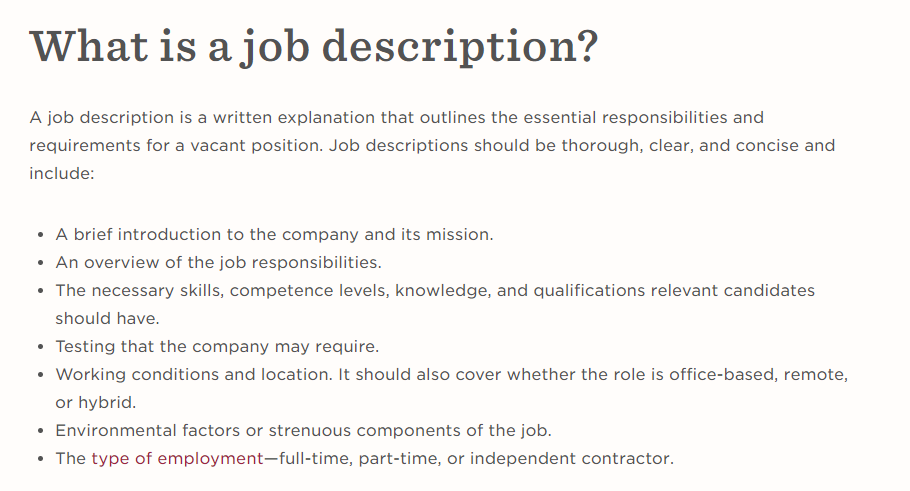 What is a job description?
A job description is a written explanation that outlines the essential responsibilities and
requirements for a vacant position. Job descriptions should be thorough, clear, and concise and
include:
• A brief introduction to the company and its mission.
• An overview of the job responsibilities.
• The necessary skills, competence levels, knowledge, and qualifications relevant candidates
should have.
• Testing that the company may require.
• Working conditions and location. It should also cover whether the role is office-based, remote,
or hybrid.
• Environmental factors or strenuous components of the job.
• The type of employment—full-time, part-time, or independent contractor.